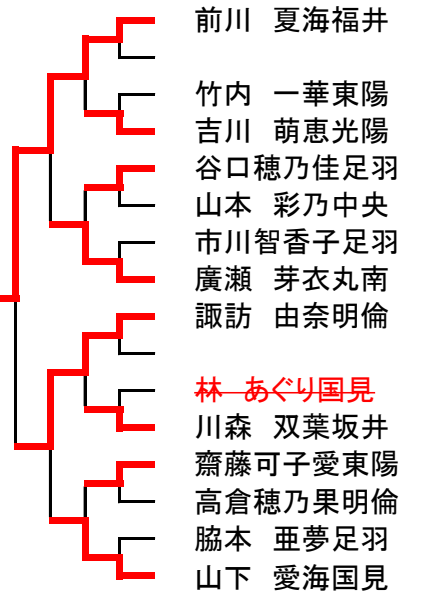 前川　夏海福井
竹内　一華東陽
吉川　萌恵光陽
谷口穂乃佳足羽
山本　彩乃中央
市川智香子足羽
廣瀬　芽衣丸南
諏訪　由奈明倫
林　あぐり国見
川森　双葉坂井
齋藤可子愛東陽
高倉穂乃果明倫
脇本　亜夢足羽
山下　愛海国見